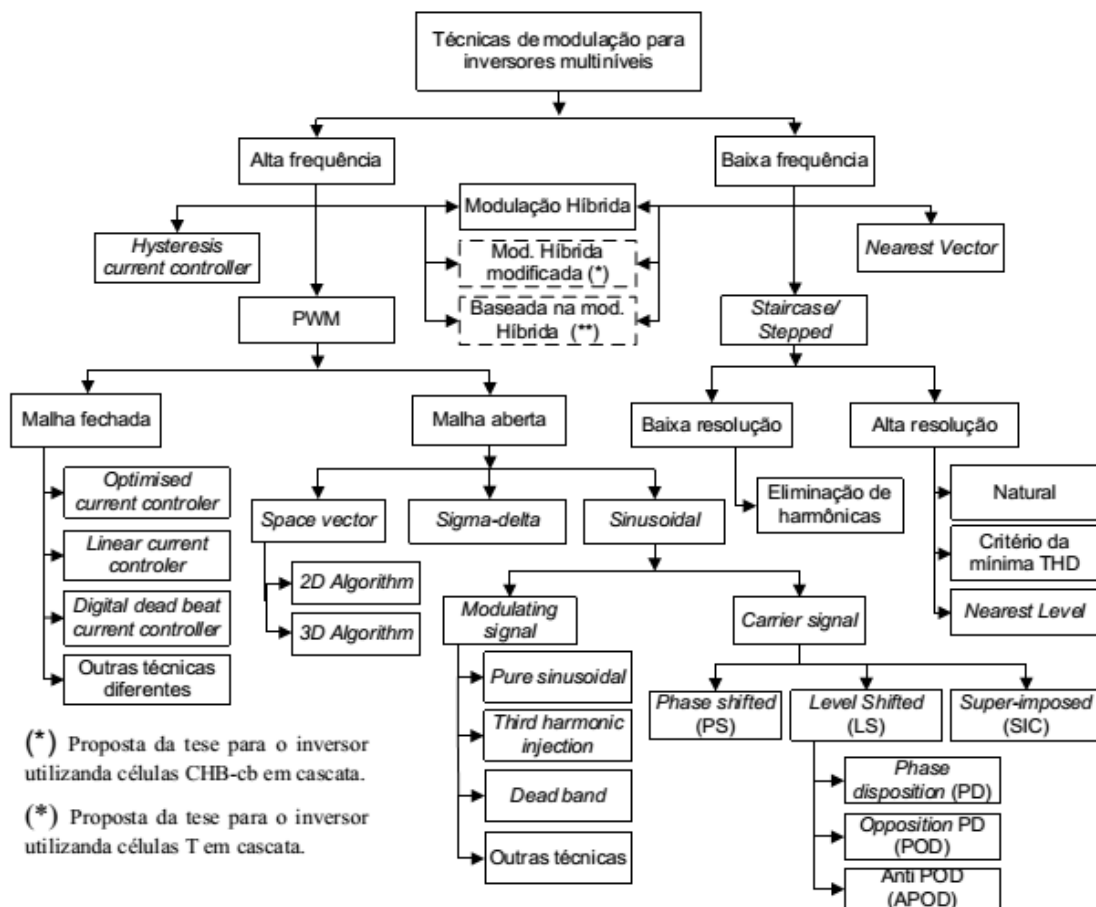 Técnicas de modulação para
inversores multiníveis
Alta frequência
Baixa frequência
Modulação Híbrida
Hysteresis
current controller
Mod. Híbrida
modificada (*)
Nearest Vector
Baseada na mod.
Híbrida (**)
PWM
Staircase/
Stepped
Malha fechada
Malha aberta
Baixa resolução
Alta resolução
Optimised
current controler
Linear current
controler
Digital dead beat
current controller
Outras técnicas
diferentes
Space vector
Sigma-delta
Sinusoidal
Eliminação de
harmônicas
Natural
Critério da
mínima THD
Nearest Level
2D Algorithm
3D Algorithm
Modulating
signal
Carrier signal
Pure sinusoidal
Third harmonic
injection
Dead band
Outras técnicas
Phase shifted
(PS)
Level Shifted
(LS)
Super-imposed
(SIC)
Phase
disposition (PD)
Opposition PD
(POD)
Anti POD
(APOD)
(*) Proposta da tese para o inversor
utilizanda células CHB-cb em cascata.
(*) Proposta da tese para o inversor
utilizanda células T em cascata.